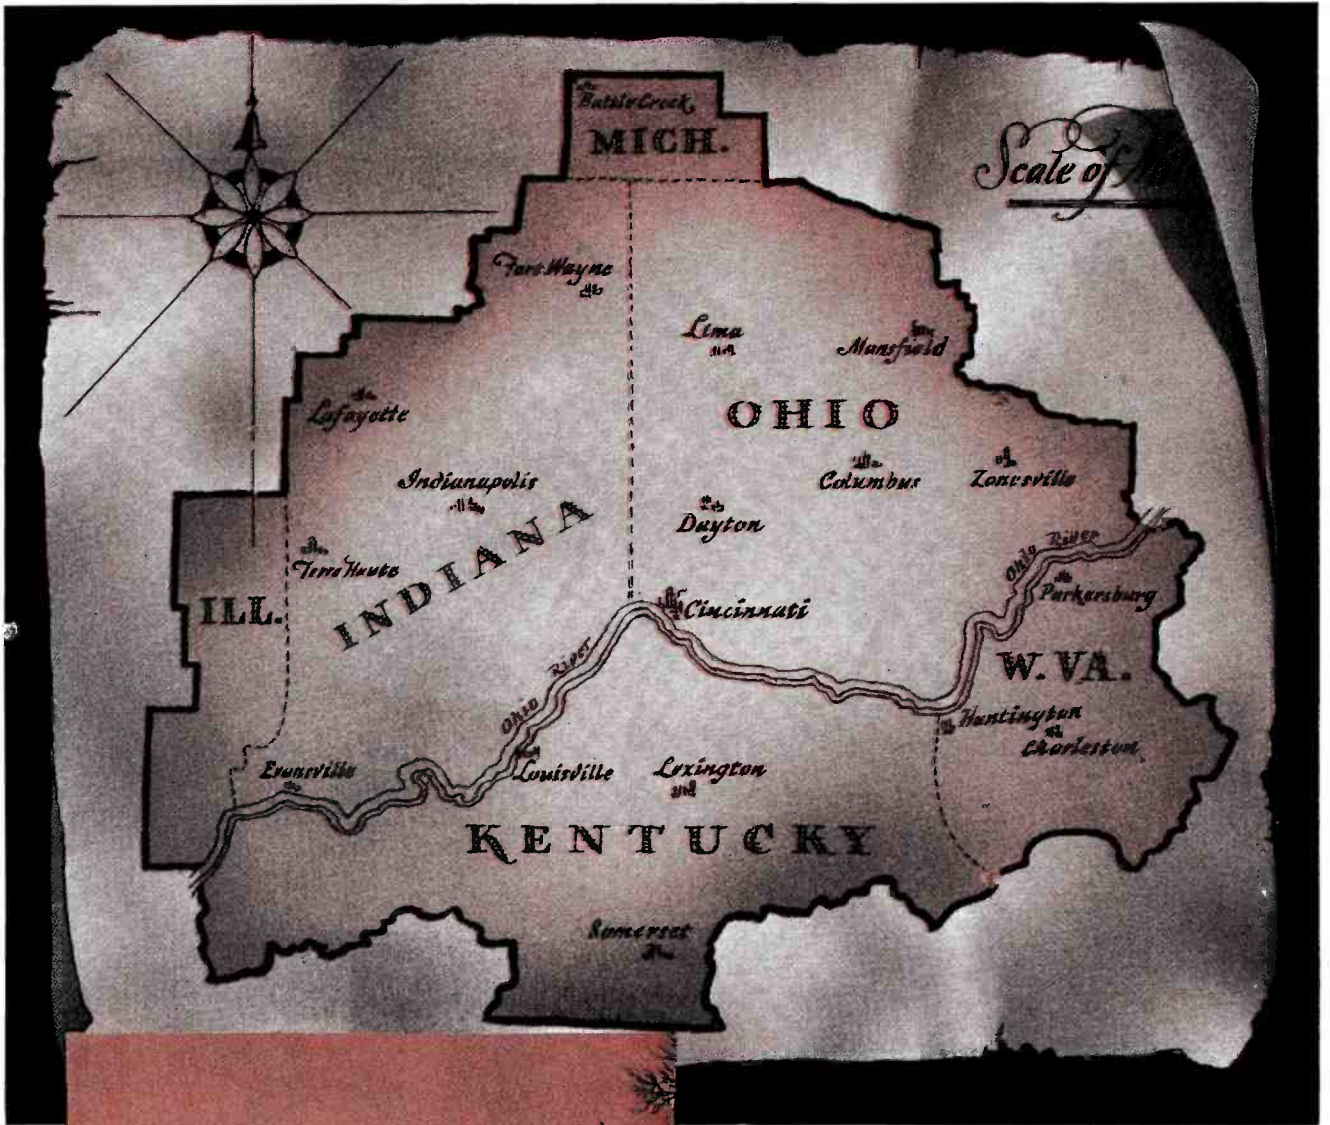 Battle Creek
MICH.
Scale of
Fort Wayne
Lima
Mansfield
Lafayette
OHIO
Indianapolis
Columbus
Zanesville
Dayton
INDIANA
Terre Haute
Ohio River
Parkersburg
ILL.
Cincinnati
W. VA.
Ohio River
Huntington
Charleston
Evansville
Louisville
Lexington
KENTUCKY
Somerset